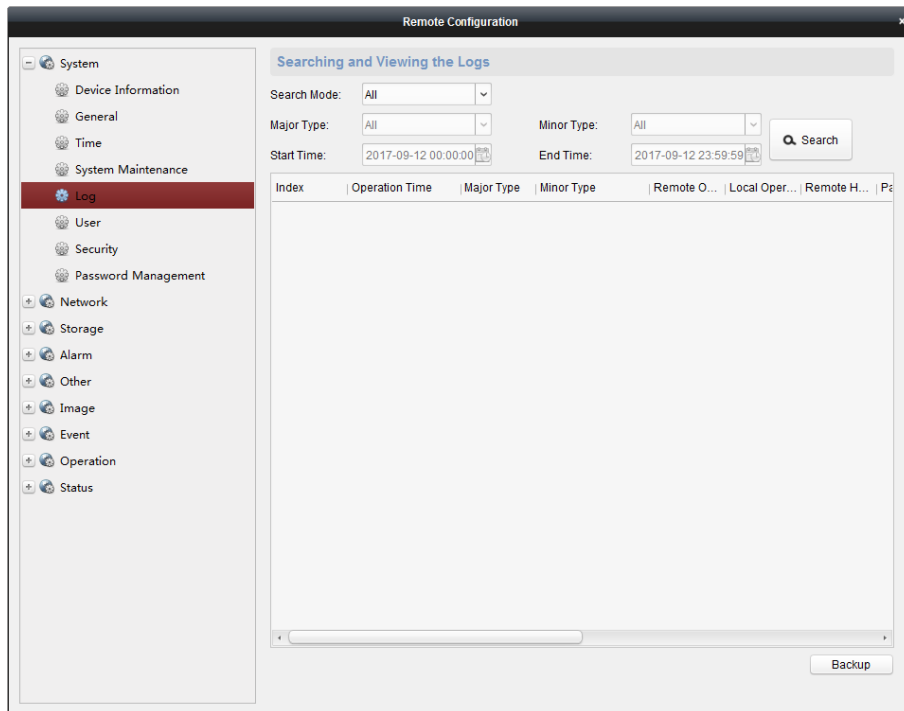 Remote Configuration
System
Device Information
General
Time
System Maintenance
Log
User
Security
Password Management
Network
Storage
Alarm
Other
Image
Event
Operation
Status
Searching and Viewing the Logs
Search Mode: All
Major Type: All Minor Type: All
Search
Start Time: 2017-09-12 00:00:00 End Time: 2017-09-12 23:59:59
Index Operation Time Major Type Minor Type Remote O... Local Oper... Remote H... Pa
Backup